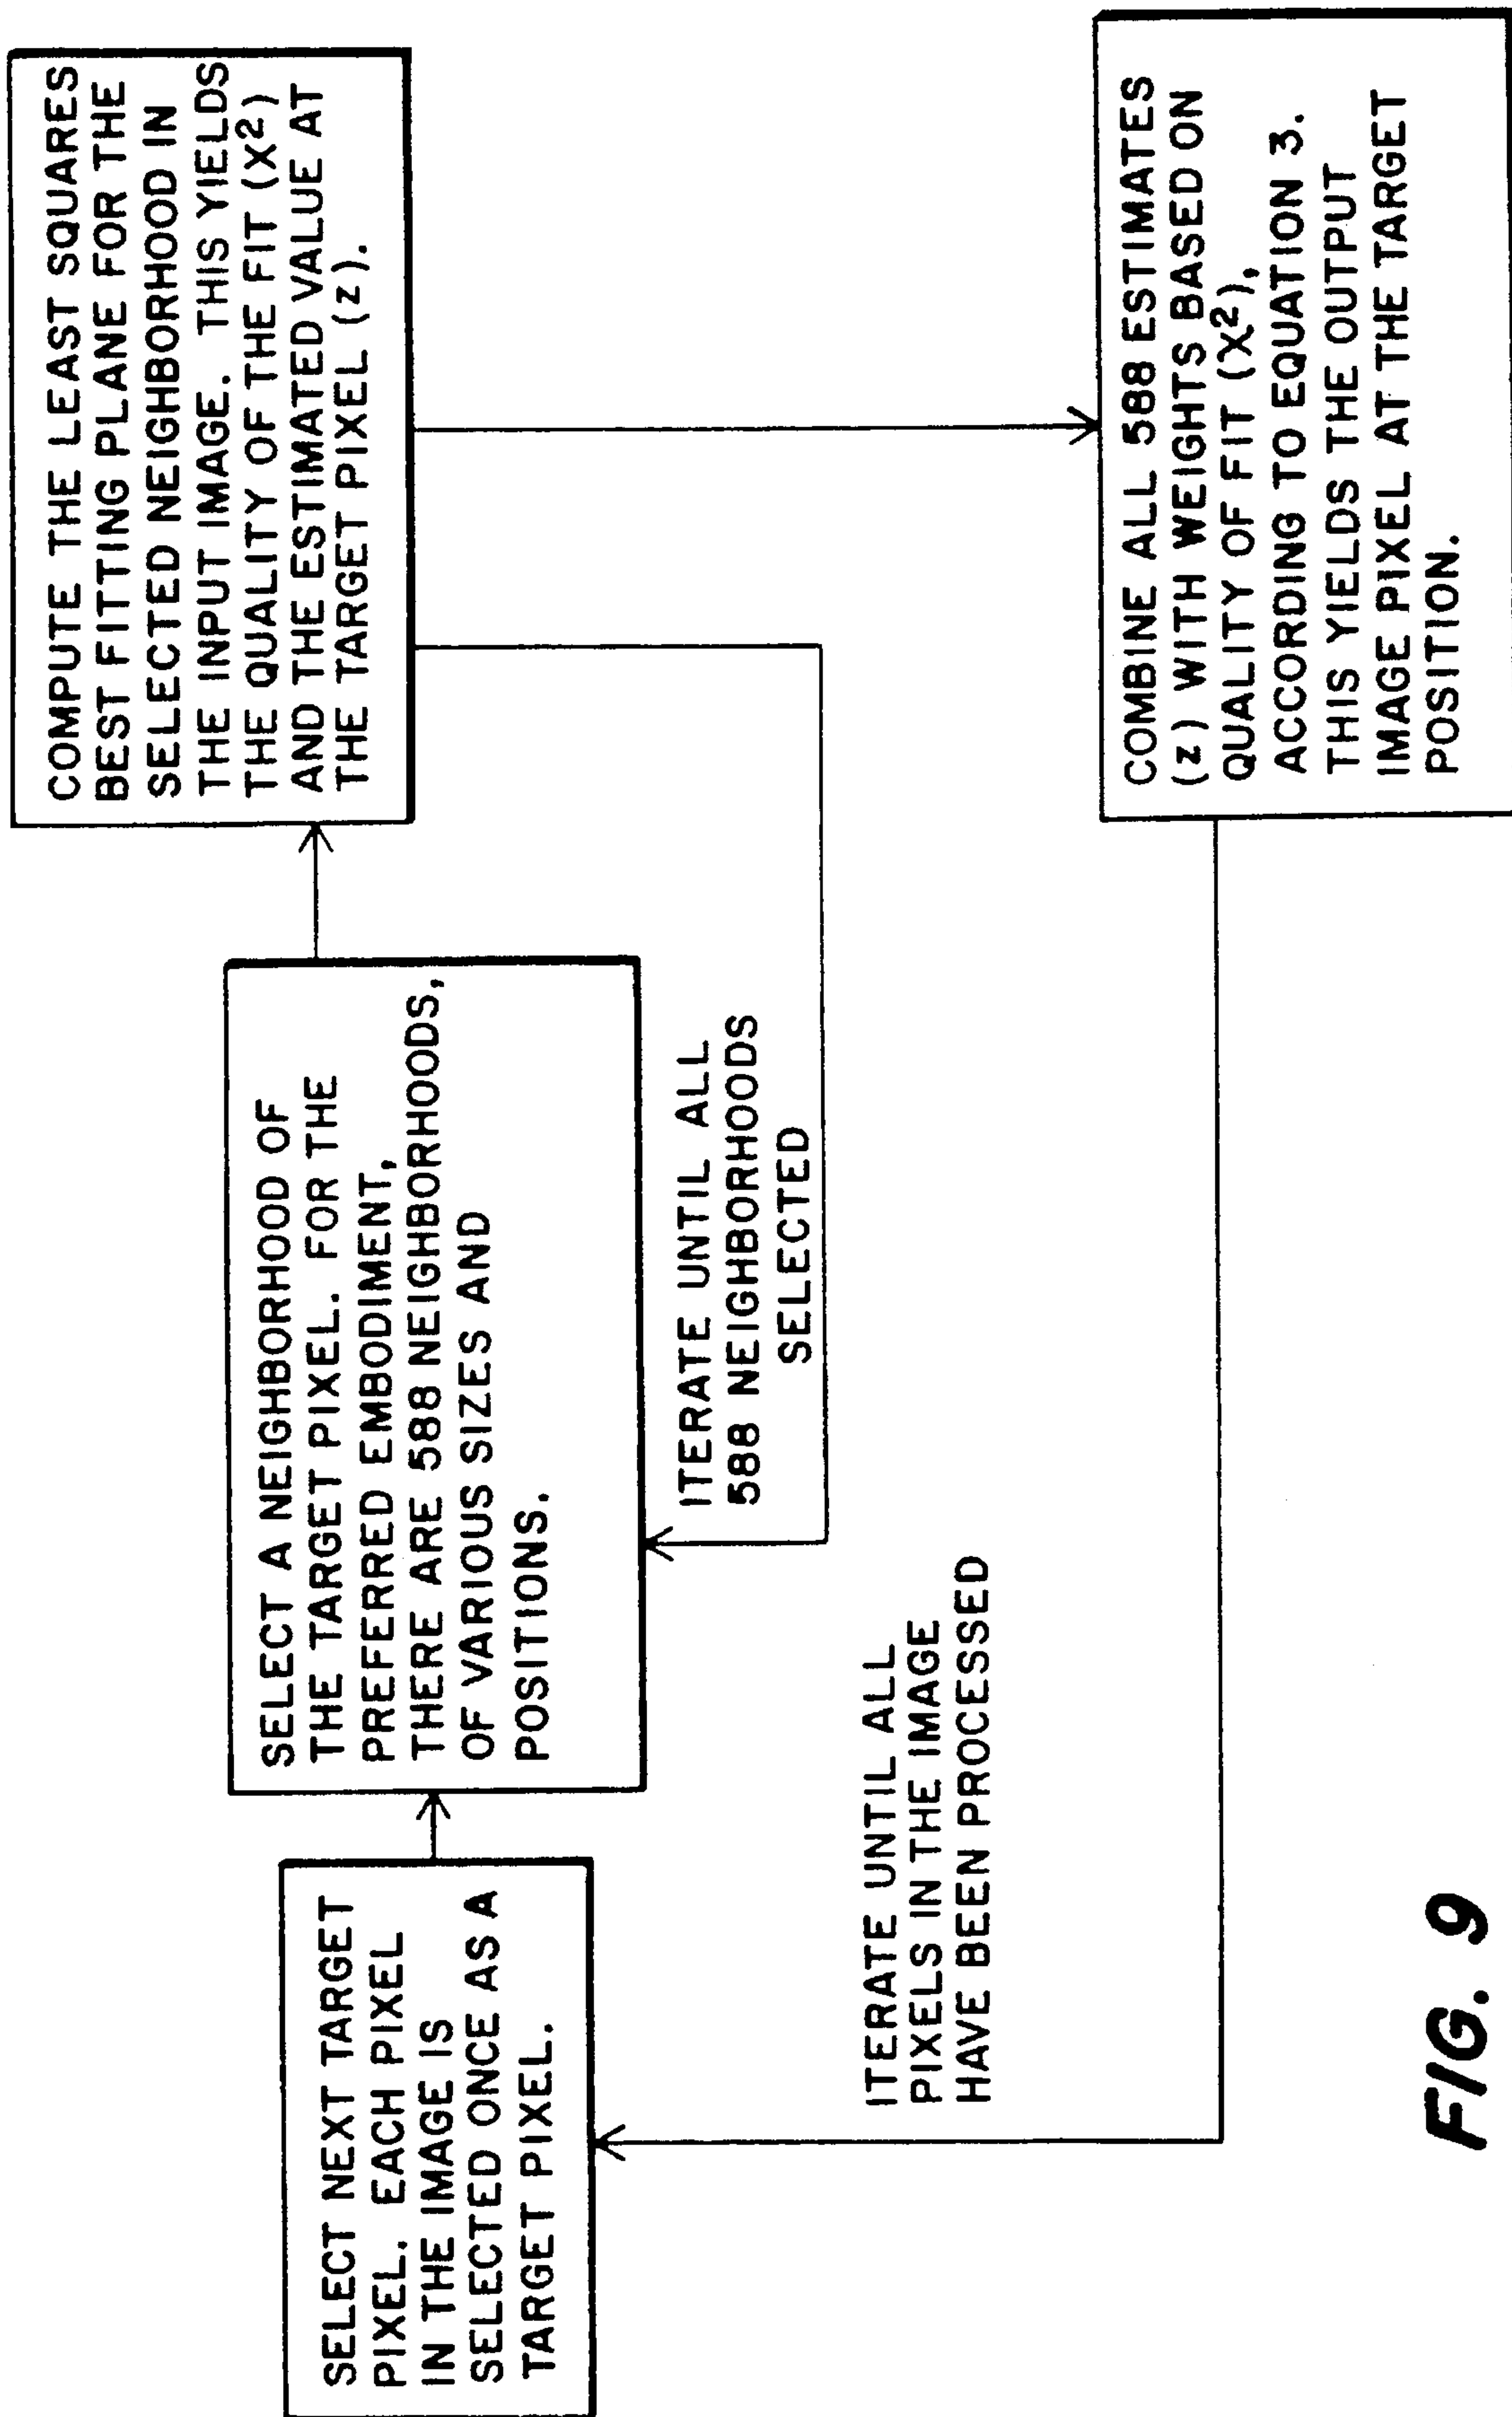 SELECT NEXT TARGET
PIXEL. EACH PIXEL
IN THE IMAGE IS
SELECTED ONCE AS A
TARGET PIXEL.
SELECT A NEIGHBORHOOD OF
THE TARGET PIXEL. FOR THE
PREFERRED EMBODIMENT,
THERE ARE 588 NEIGHBORHOODS,
OF VARIOUS SIZES AND
POSITIONS.
COMPUTE THE LEAST SQUARES
BEST FITTING PLANE FOR THE
SELECTED NEIGHBORHOOD IN
THE INPUT IMAGE. THIS YIELDS
THE QUALITY OF THE FIT (X²)
AND THE ESTIMATED VALUE AT
THE TARGET PIXEL (z).
ITERATE UNTIL ALL
588 NEIGHBORHOODS
SELECTED
ITERATE UNTIL ALL
PIXELS IN THE IMAGE
HAVE BEEN PROCESSED
COMBINE ALL 588 ESTIMATES
(z) WITH WEIGHTS BASED ON
QUALITY OF FIT (χ²),
ACCORDING TO EQUATION 3.
THIS YIELDS THE OUTPUT
IMAGE PIXEL AT THE TARGET
POSITION.
FIG. 9